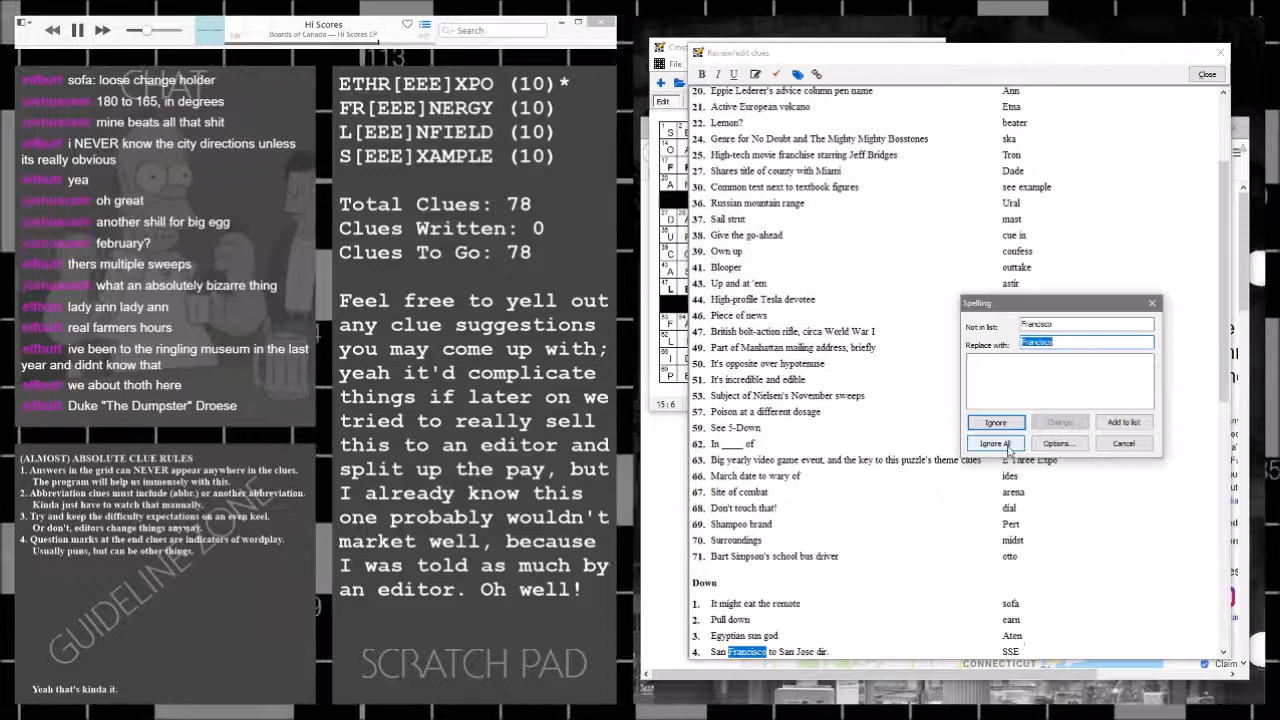 Hi Scores
Boards of Canada — Hi Scores EP
Search
CHAT
elfbutt sofa: loose change holder
180 to 165, in degrees
mine beats all that shit
elfbutt i NEVER know the city directions unless
its really obvious
elfbutt yea
oh great
another shill for big egg
february?
elfbutt thers multiple sweeps
what an absolutely bizarre thing
elfbutt lady ann lady ann
elfbutt real farmers hours
elfbutt ive been to the ringling museum in the last
year and didnt know that
elfbutt we about thoth here
elfbutt Duke "The Dumpster" Droese
(ALMOST) ABSOLUTE CLUE RULES
1. Answers in the grid can NEVER appear anywhere in the clues.
The program will help us immensely with this.
2. Abbreviation clues must include (abbr.) or another abbreviation.
Kinda just have to watch that manually.
3. Try and keep the difficulty expectations on an even keel.
Or don't, editors change things anyway.
4. Question marks at the end clues are indicators of wordplay.
Usually puns, but can be other things.
GUIDELINE ZONE
Yeah that's kinda it.
113
ETHR[EEE]XPO (10)*
FR[EEE]NERGY (10)
L[EEE]NFIELD (10)
S[EEE]XAMPLE (10)
Total Clues: 78
Clues Written: 0
Clues To Go: 78
Feel free to yell out
any clue suggestions
you may come up with;
yeah it'd complicate
things if later on we
tried to really sell
this to an editor and
split up the pay, but
I already know this
one probably wouldn't
market well, because
I was told as much by
an editor. Oh well!
SCRATCH PAD
Cross
File
Edit
15 : 6
Review/edit clues
B I U
Close
20. Eppie Lederer's advice column pen name Ann
21. Active European volcano Etna
22. Lemon? beater
24. Genre for No Doubt and The Mighty Mighty Bosstones ska
25. High-tech movie franchise starring Jeff Bridges Tron
27. Shares title of county with Miami Dade
30. Common text next to textbook figures see example
36. Russian mountain range Ural
37. Sail strut mast
38. Give the go-ahead cue in
39. Own up confess
41. Blooper outtake
43. Up and at 'em astir
44. High-profile Tesla devotee
46. Piece of news
47. British bolt-action rifle, circa World War I
49. Part of Manhattan mailing address, briefly
50. It's opposite over hypotenuse
51. It's incredible and edible
53. Subject of Nielsen's November sweeps
57. Poison at a different dosage
59. See 5-Down
62. In ____ of
63. Big yearly video game event, and the key to this puzzle's theme clues E Three Expo
66. March date to wary of ides
67. Site of combat arena
68. Don't touch that! dial
69. Shampoo brand Pert
70. Surroundings midst
71. Bart Simpson's school bus driver otto
Down
1. It might eat the remote sofa
2. Pull down earn
3. Egyptian sun god Aten
4. San Francisco to San Jose dir. SSE
Spelling
Not in list: Francisco
Replace with: Francisco
Ignore Change Add to list
Ignore All Options... Cancel
CONNECTICUT
Claim